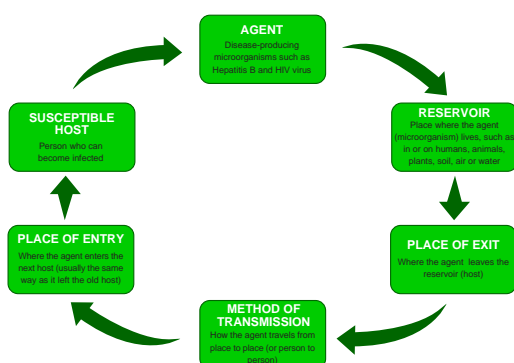 AGENT
Disease-producing
microorganisms such as
Hepatitis B and HIV virus
RESERVOIR
Place where the agent
(microorganism) lives, such as
in or on humans, animals,
plants, soil, air or water
PLACE OF EXIT
Where the agent leaves the
reservoir (host)
METHOD OF
TRANSMISSION
How the agent travels from
place to place (or person to
person)
PLACE OF ENTRY
Where the agent enters the
next host (usually the same
way as it left the old host)
SUSCEPTIBLE
HOST
Person who can
become infected